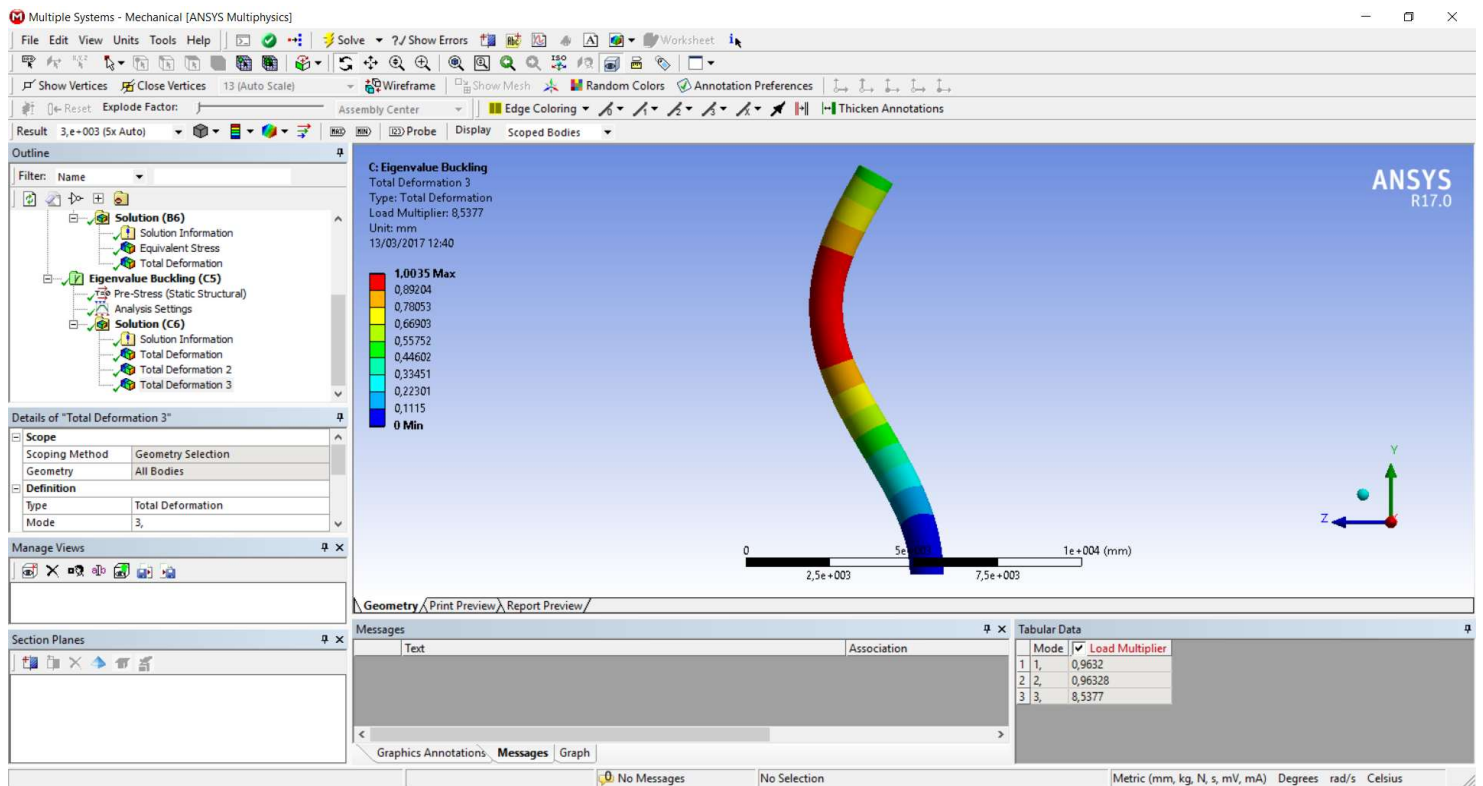 Multiple Systems - Mechanical [ANSYS Multiphysics]
File Edit View Units Tools Help Solve ?✓ Show Errors Worksheet
Show Vertices Close Vertices 13 (Auto Scale) Wireframe Show Mesh Random Colors Annotation Preferences
Reset Explode Factor: Assembly Center Edge Coloring Thicken Annotations
Result 3,e+003 (5x Auto) MAX MIN Probe Display Scoped Bodies
Outline
Filter: Name
Solution (B6)
Solution Information
Equivalent Stress
Total Deformation
Eigenvalue Buckling (C5)
Pre-Stress (Static Structural)
Analysis Settings
Solution (C6)
Solution Information
Total Deformation
Total Deformation 2
Total Deformation 3
Details of "Total Deformation 3"
Scope
Scoping Method Geometry Selection
Geometry All Bodies
Definition
Type Total Deformation
Mode 3,
Manage Views
Section Planes
C: Eigenvalue Buckling
Total Deformation 3
Type: Total Deformation
Load Multiplier: 8,5377
Unit: mm
13/03/2017 12:40
1,0035 Max
0,89204
0,78053
0,66903
0,55752
0,44602
0,33451
0,22301
0,1115
0 Min
ANSYS
R17.0
Y
Z
0 1e+004 (mm)
2,5e+003 7,5e+003
Geometry Print Preview Report Preview
Messages
Text Association
Graphics Annotations Messages Graph
Tabular Data
Mode Load Multiplier
1 1, 0,9632
2 2, 0,96328
3 3, 8,5377
0 No Messages No Selection Metric (mm, kg, N, s, mV, mA) Degrees rad/s Celsius